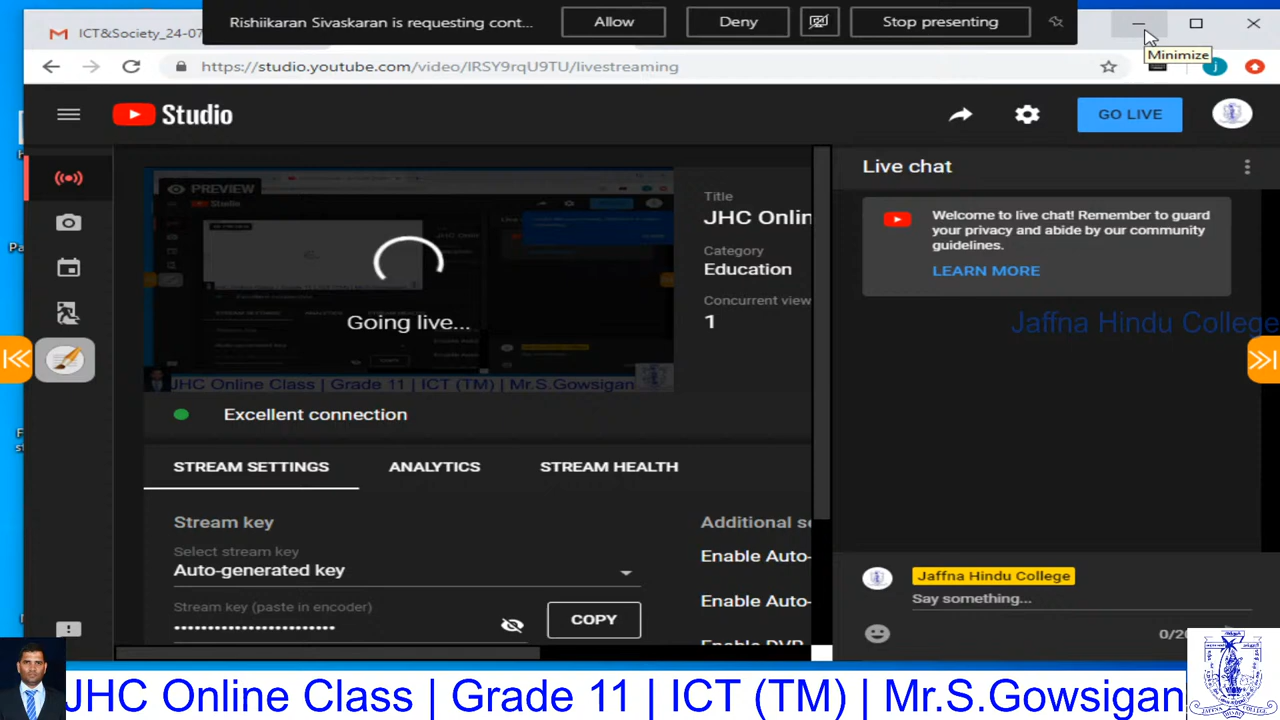 Rishiikaran Sivaskaran is requesting cont...
Allow
Deny
Stop presenting
ICT&Society_24-07
Minimize
https://studio.youtube.com/video/IRSY9rqU9TU/livestreaming
Studio
GO LIVE
PREVIEW
Going live...
JHC Online Class | Grade 11 | ICT (TM) | Mr.S.Gowsigan
Excellent connection
Title
JHC Onlin
Category
Education
Concurrent view
1
Live chat
Welcome to live chat! Remember to guard
your privacy and abide by our community
guidelines.
LEARN MORE
Jaffna Hindu College
STREAM SETTINGS
ANALYTICS
STREAM HEALTH
Stream key
Select stream key
Auto-generated key
Stream key (paste in encoder)
COPY
Additional s
Enable Auto-
Enable Auto-
Jaffna Hindu College
Say something...
JHC Online Class | Grade 11 | ICT (TM) | Mr.S.Gowsigan